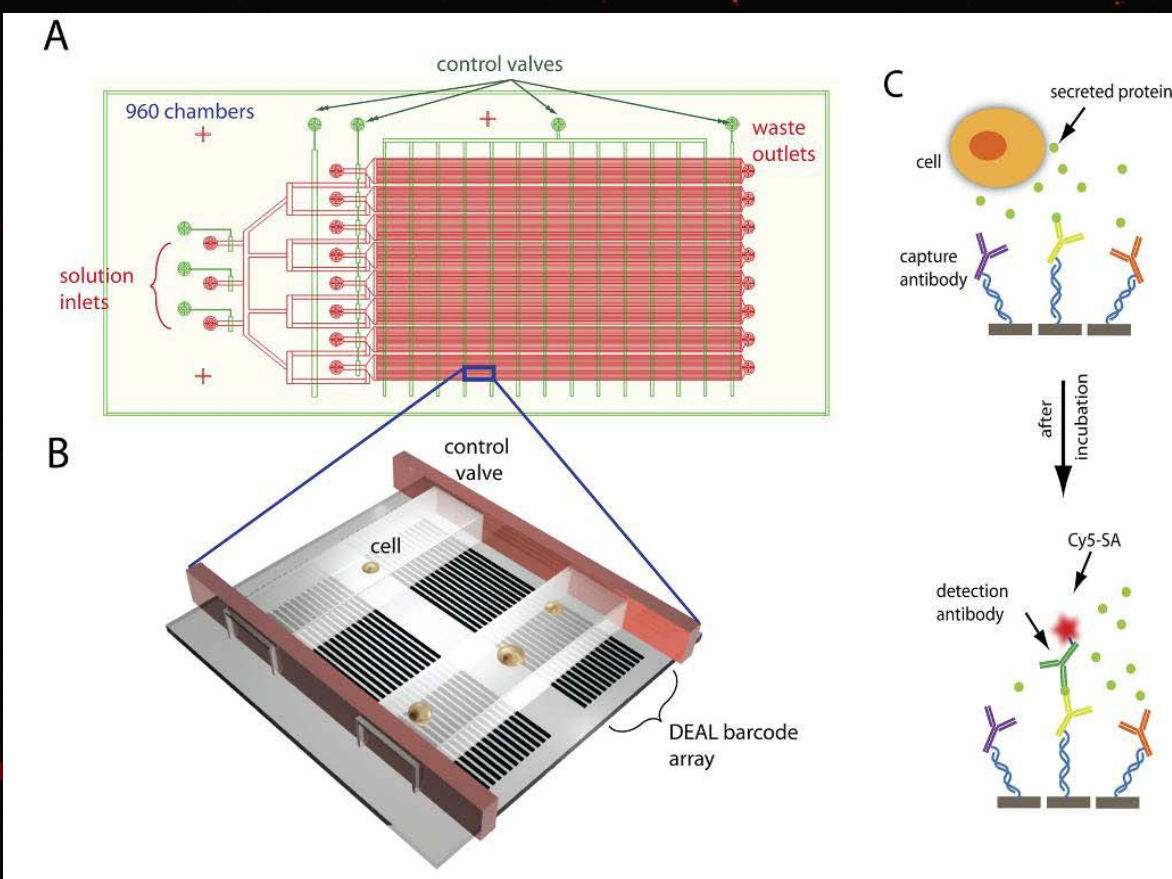 A
control valves
960 chambers
waste
outlets
solution
inlets
B
control
valve
cell
DEAL barcode
array
C
secreted protein
cell
capture
antibody
after
incubation
Cy5-SA
detection
antibody